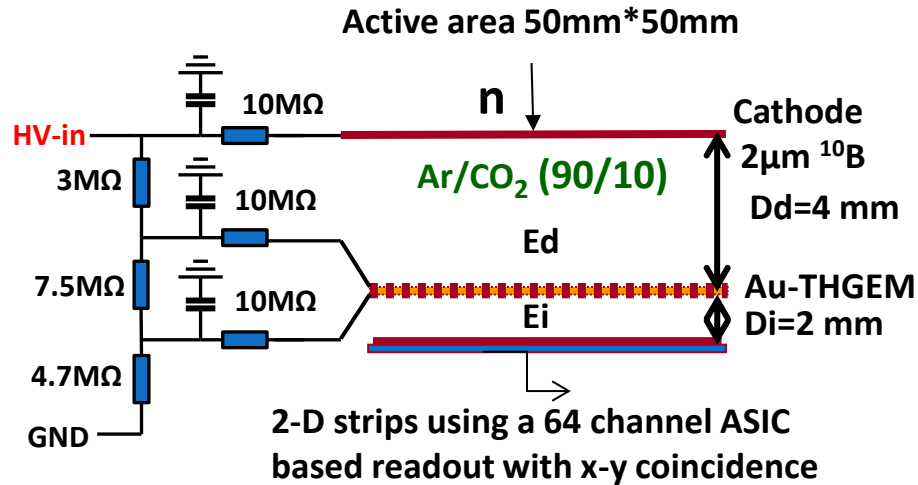 Active area 50mm*50mm
10MΩ
n
Cathode
HV-in
2µm ¹⁰B
3MΩ
Ar/CO₂ (90/10)
10MΩ
Dd=4 mm
Ed
7.5MΩ
10MΩ
Au-THGEM
Ei
Di=2 mm
4.7MΩ
GND
2-D strips using a 64 channel ASIC
based readout with x-y coincidence